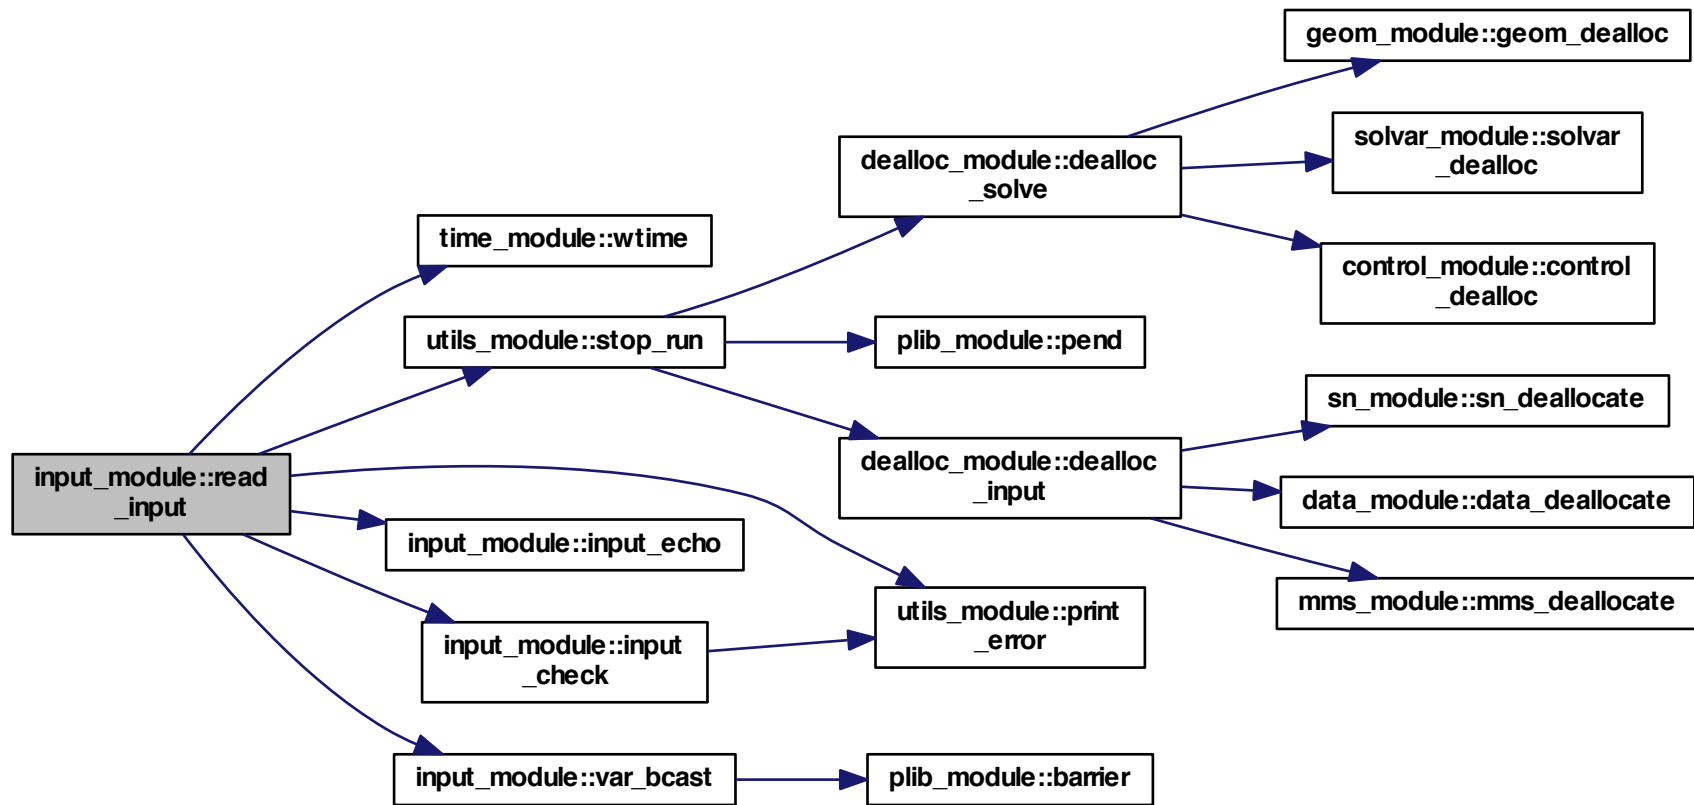 geom_module::geom_dealloc
solvar_module::solvar
_dealloc
dealloc_module::dealloc
_solve
time_module::wtime
control_module::control
_dealloc
utils_module::stop_run
plib_module::pend
sn_module::sn_deallocate
input_module::read
_input
dealloc_module::dealloc
_input
data_module::data_deallocate
input_module::input_echo
mms_module::mms_deallocate
utils_module::print
_error
input_module::input
_check
input_module::var_bcast
plib_module::barrier